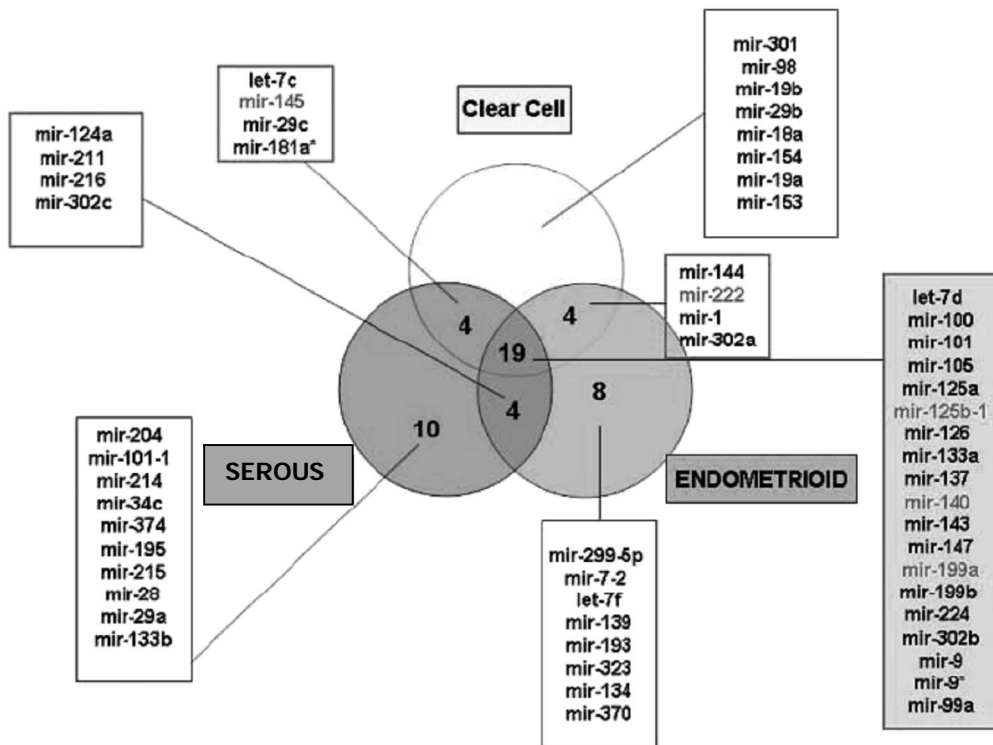 mir-124a
mir-211
mir-216
mir-302c
let-7c
mir-145
mir-29c
mir-181a*
Clear Cell
mir-301
mir-98
mir-19b
mir-29b
mir-18a
mir-154
mir-19a
mir-153
mir-144
mir-222
mir-1
mir-302a
4
4
19
4
10
8
SEROUS
ENDOMETRIOID
let-7d
mir-100
mir-101
mir-105
mir-125a
mir-125b-1
mir-126
mir-133a
mir-137
mir-140
mir-143
mir-147
mir-199a
mir-199b
mir-224
mir-302b
mir-9
mir-9*
mir-99a
mir-204
mir-101-1
mir-214
mir-34c
mir-374
mir-195
mir-215
mir-28
mir-29a
mir-133b
mir-299-5p
mir-7-2
let-7f
mir-139
mir-193
mir-323
mir-134
mir-370